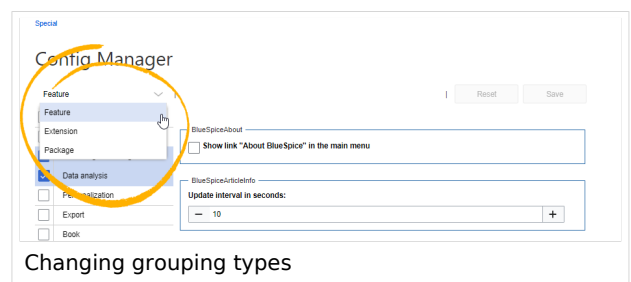 Special
Config Manager
Feature
Reset Save
Feature
Extension
Package
BlueSpiceAbout
Show link "About BlueSpice" in the main menu
Data analysis
BlueSpiceArticleInfo
Personalization
Update interval in seconds:
Export
— 10 +
Book
Changing grouping types